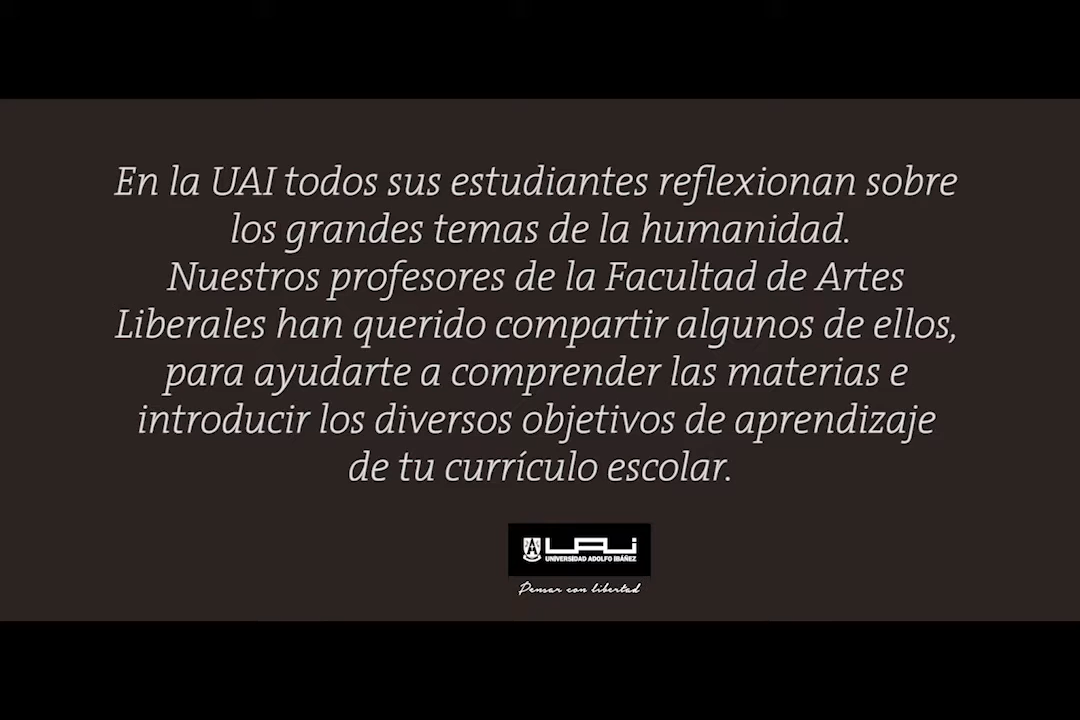 En la UAI todos sus estudiantes reflexionan sobre
los grandes temas de la humanidad.
Nuestros profesores de la Facultad de Artes
Liberales han querido compartir algunos de ellos,
para ayudarte a comprender las materias e
introducir los diversos objetivos de aprendizaje
de tu currículo escolar.
UAI
UNIVERSIDAD ADOLFO IBÁÑEZ
Pensar con libertad